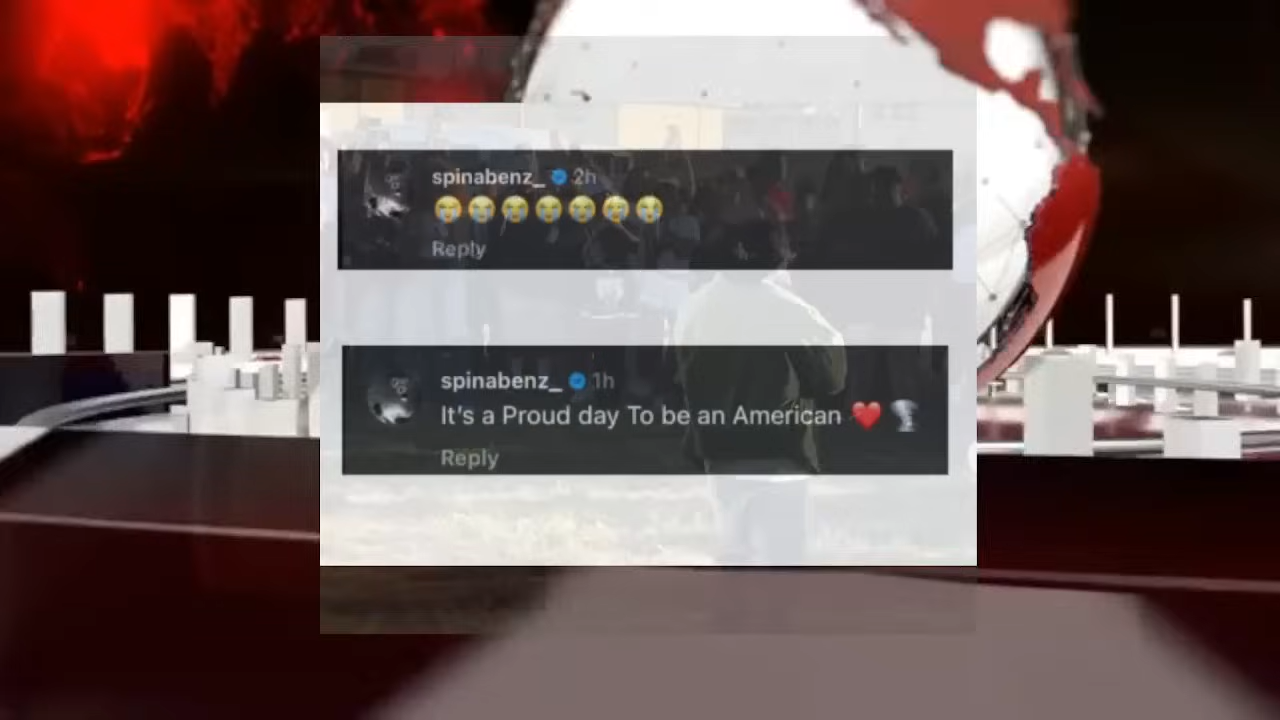 spinabenz_ 2h
😭😭😭😭😭😭😭
Reply
spinabenz_ 1h
It's a Proud day To be an American ❤️ 🌪️
Reply